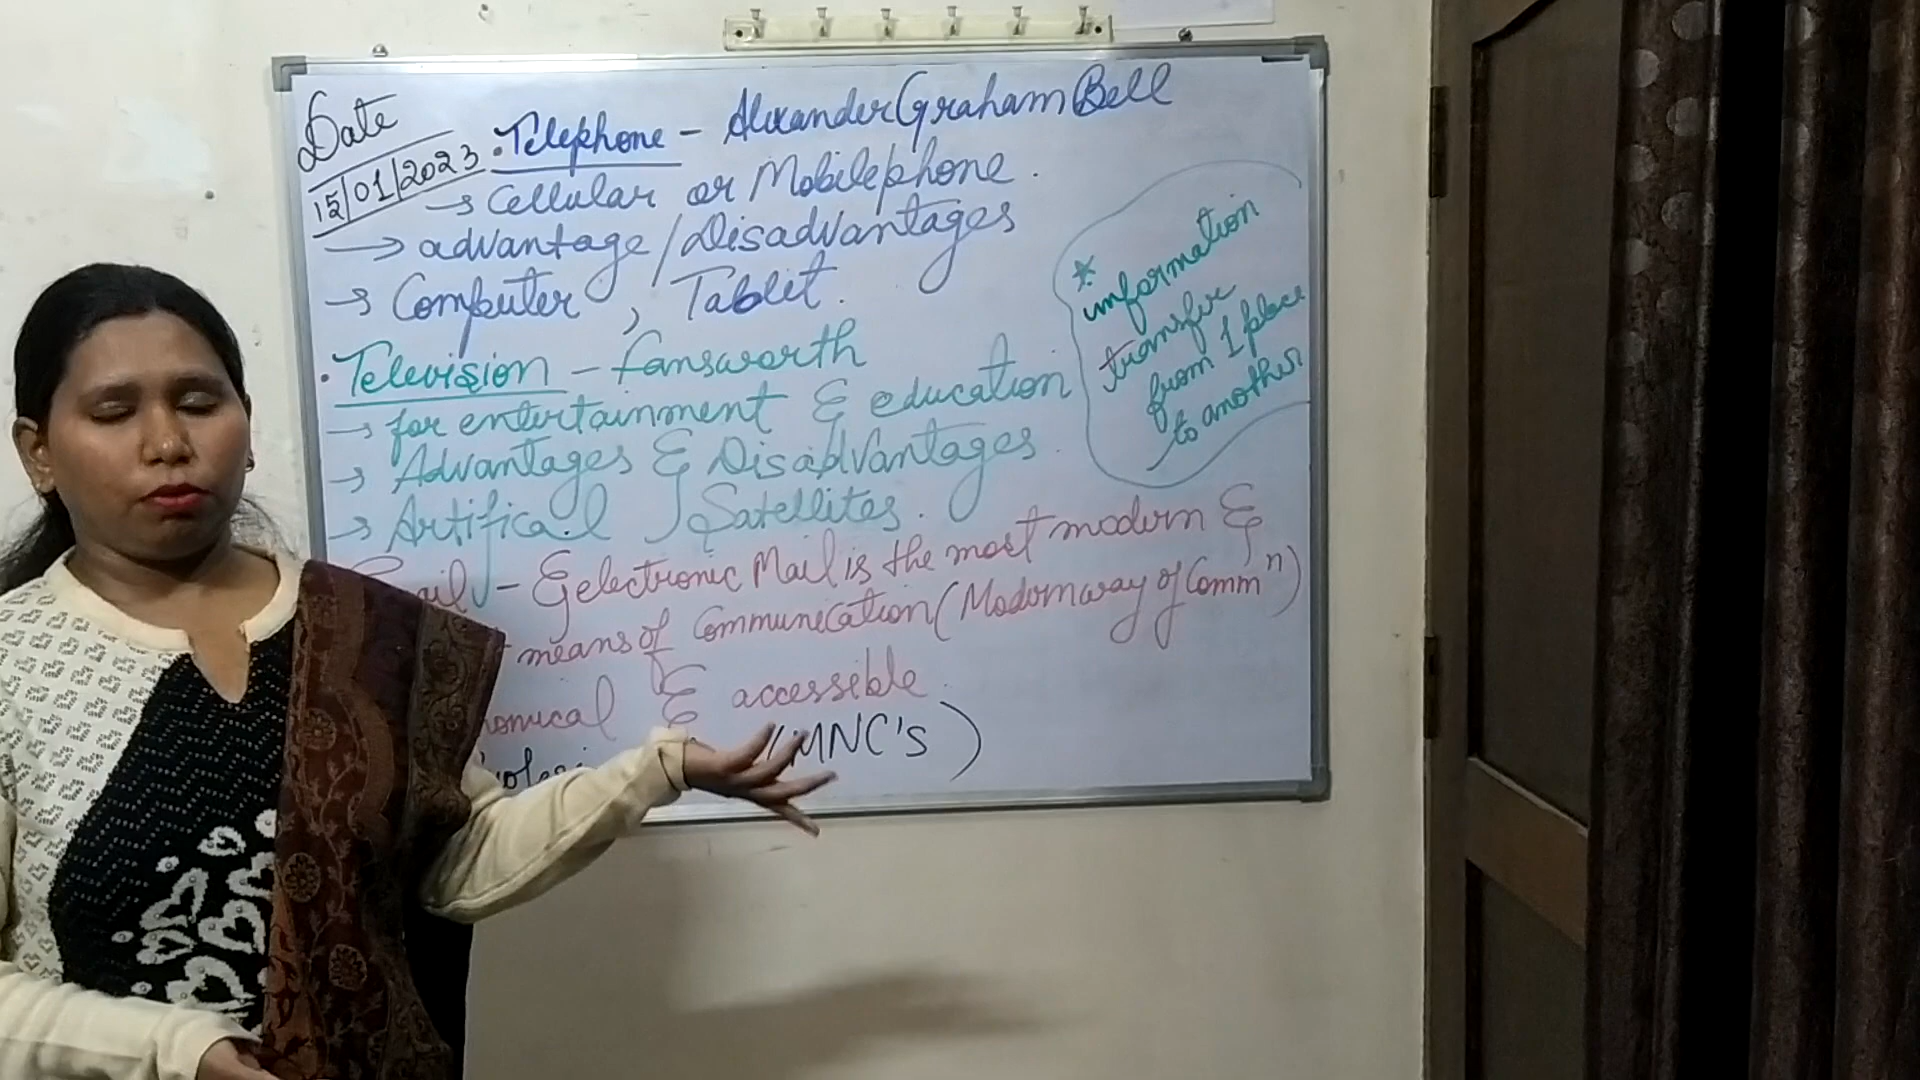 Date
15/01/2023
• Telephone - Alexander Graham Bell
→ Cellular or Mobilephone.
→ advantage/Disadvantages
→ Computer, Tablet.
• Television - fansworth
→ for entertainment & education
→ Advantages & Disadvantages.
→ Artifical Satellites.
* information
transfer
from 1 place
to another
- Eelectronic Mail is the most modern &
means of Communication (Modern way of Commⁿ)
& accessible.
(MNC's)